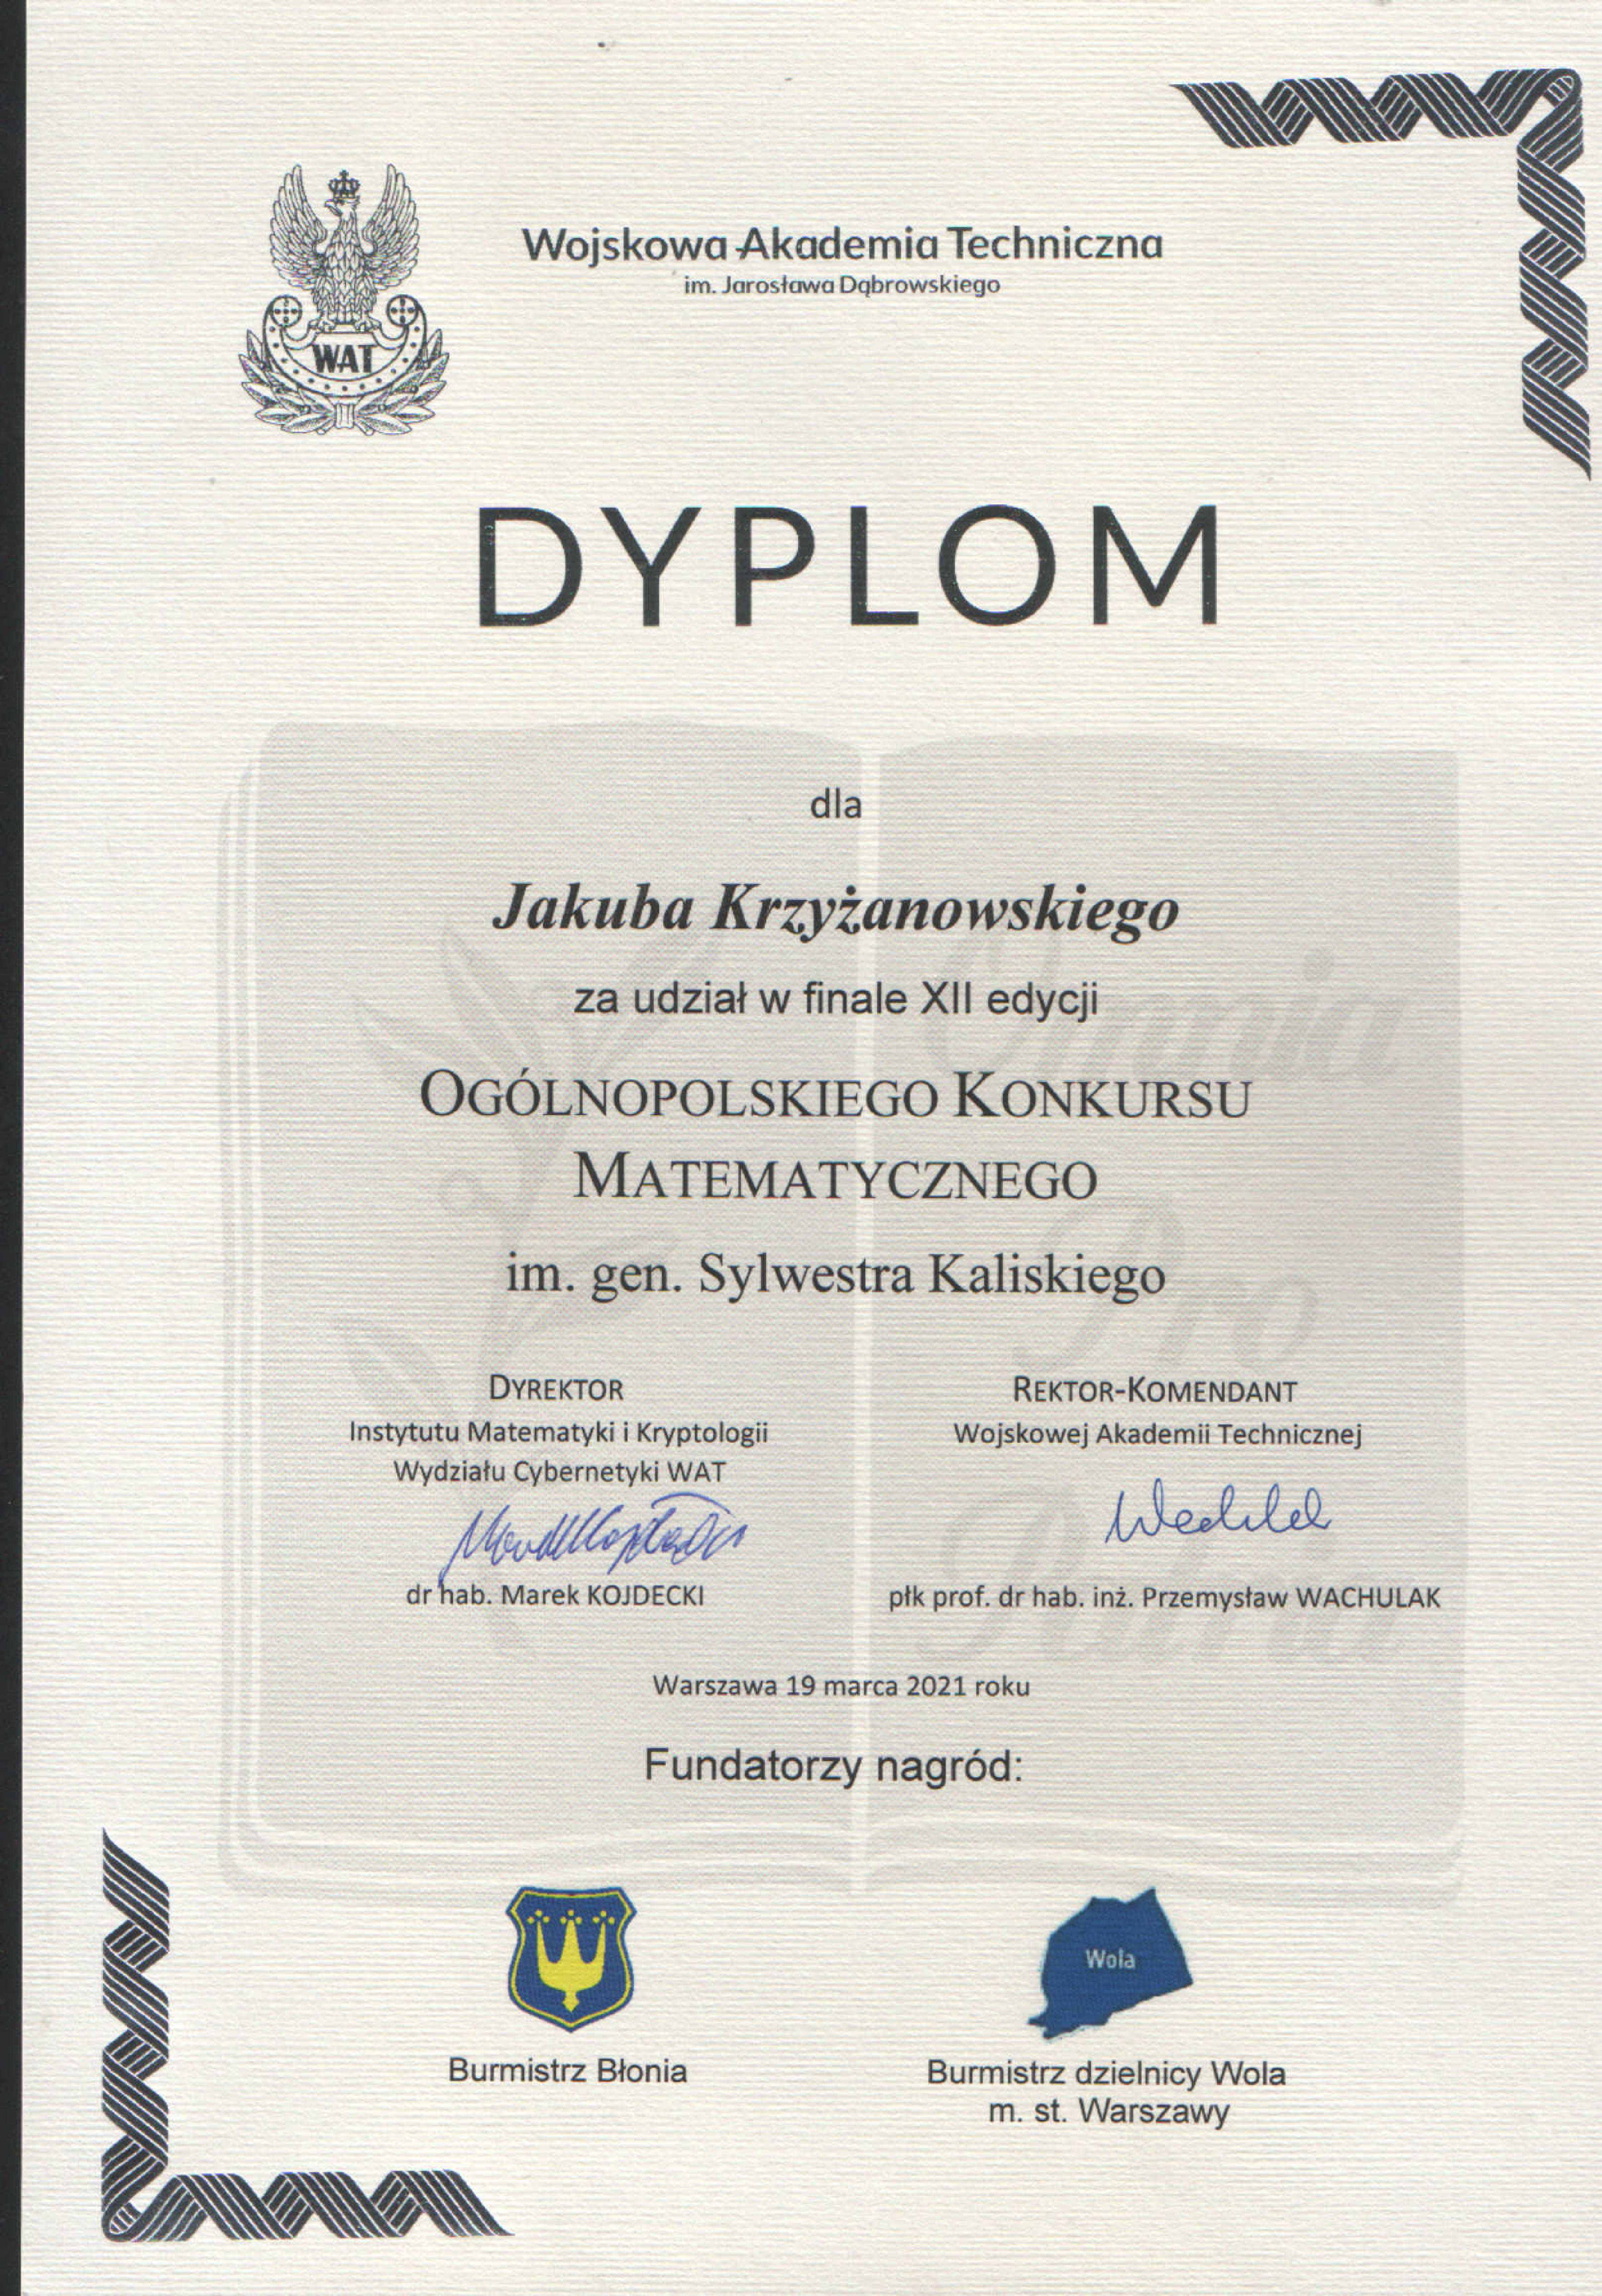 Wojskowa Akademia Techniczna
im. Jarosława Dąbrowskiego
WAT
DYPLOM
dla
Jakuba Krzyżanowskiego
za udział w finale XII edycji
OGÓLNOPOLSKIEGO KONKURSU
MATEMATYCZNEGO
im. gen. Sylwestra Kaliskiego
DYREKTOR
Instytutu Matematyki i Kryptologii
Wydziału Cybernetyki WAT
dr hab. Marek KOJDECKI
REKTOR-KOMENDANT
Wojskowej Akademii Technicznej
płk prof. dr hab. inż. Przemysław WACHULAK
Warszawa 19 marca 2021 roku
Fundatorzy nagród:
Burmistrz Błonia
Wola
Burmistrz dzielnicy Wola
m. st. Warszawy